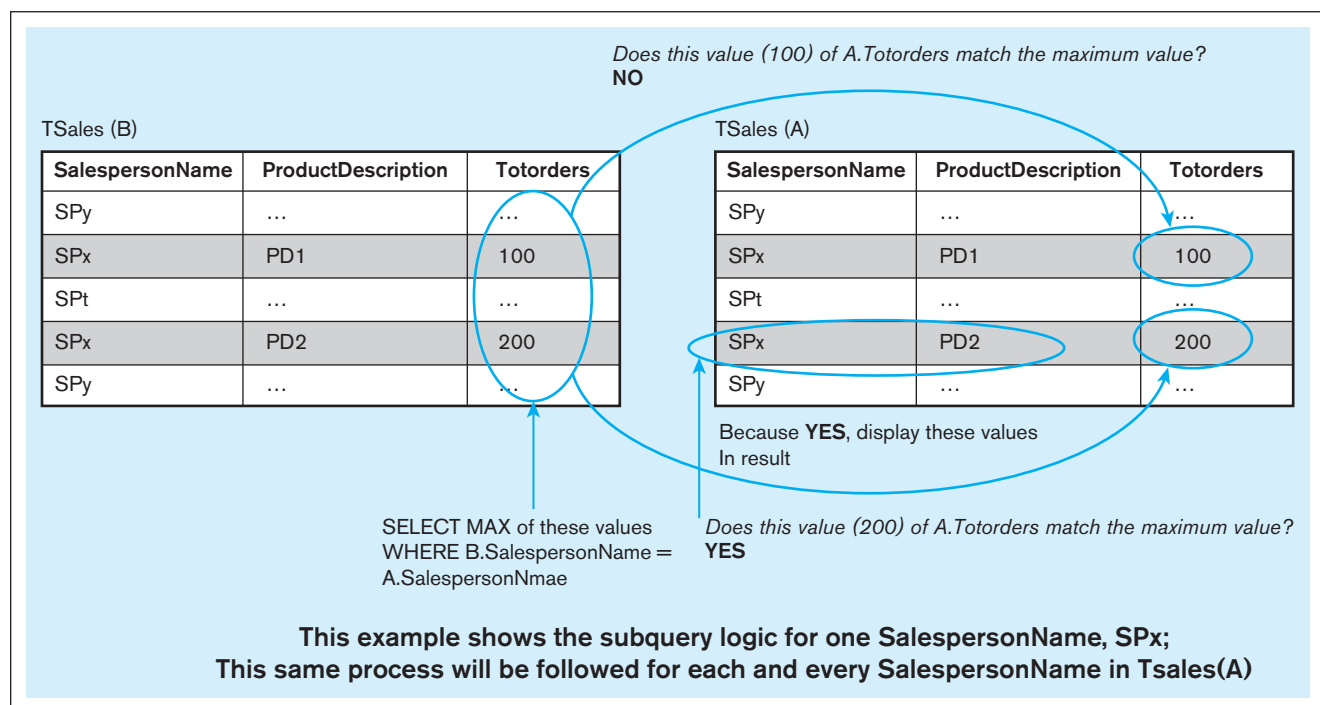 Does this value (100) of A.Totorders match the maximum value?
NO
TSales (B)
SalespersonName ProductDescription Totorders
SPy … …
SPx PD1 100
SPt … …
SPx PD2 200
SPy … …
TSales (A)
SalespersonName ProductDescription Totorders
SPy … …
SPx PD1 100
SPt … …
SPx PD2 200
SPy … …
Because YES, display these values
In result
SELECT MAX of these values
WHERE B.SalespersonName =
A.SalespersonNmae
Does this value (200) of A.Totorders match the maximum value?
YES
This example shows the subquery logic for one SalespersonName, SPx;
This same process will be followed for each and every SalespersonName in Tsales(A)